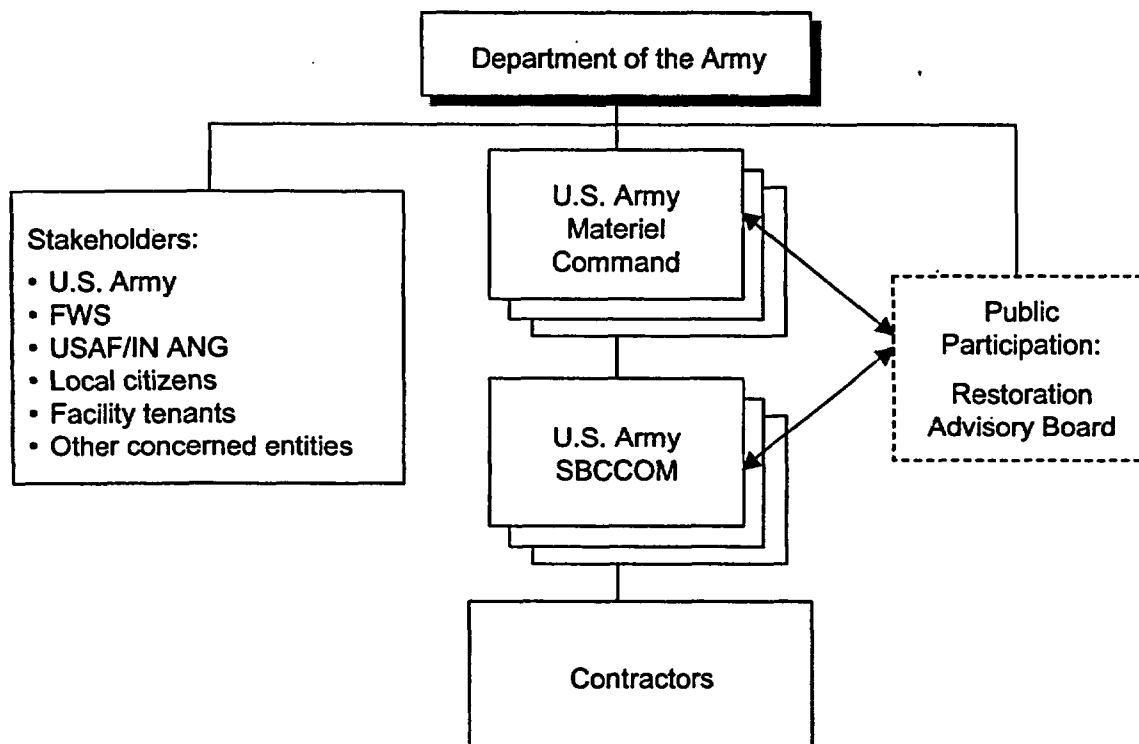 Department of the Army
Stakeholders:
• U.S. Army
• FWS
• USAF/IN ANG
• Local citizens
• Facility tenants
• Other concerned entities
U.S. Army
Materiel
Command
Public
Participation:
Restoration
Advisory Board
U.S. Army
SBCCOM
Contractors